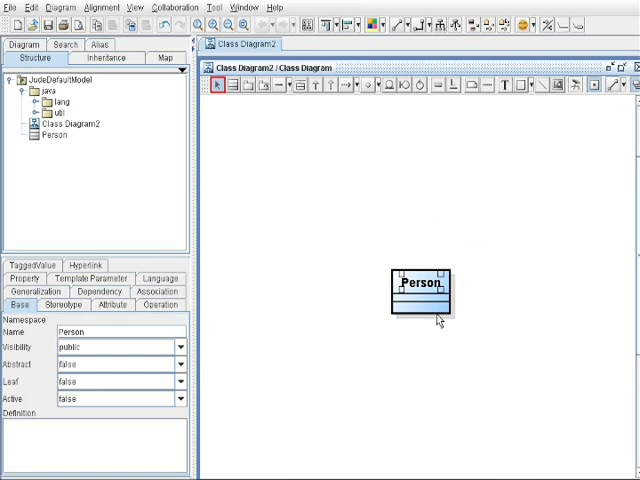 File Edit Diagram Alignment View Collaboration Tool Window Help
Diagram Search Alias
Structure Inheritance Map
JudeDefaultModel
java
lang
util
Class Diagram2
Person
Class Diagram2
Class Diagram2 / Class Diagram
T
Person
TaggedValue Hyperlink
Property Template Parameter Language
Generalization Dependency Association
Base Stereotype Attribute Operation
Namespace
Name Person
Visibility public
Abstract false
Leaf false
Active false
Definition